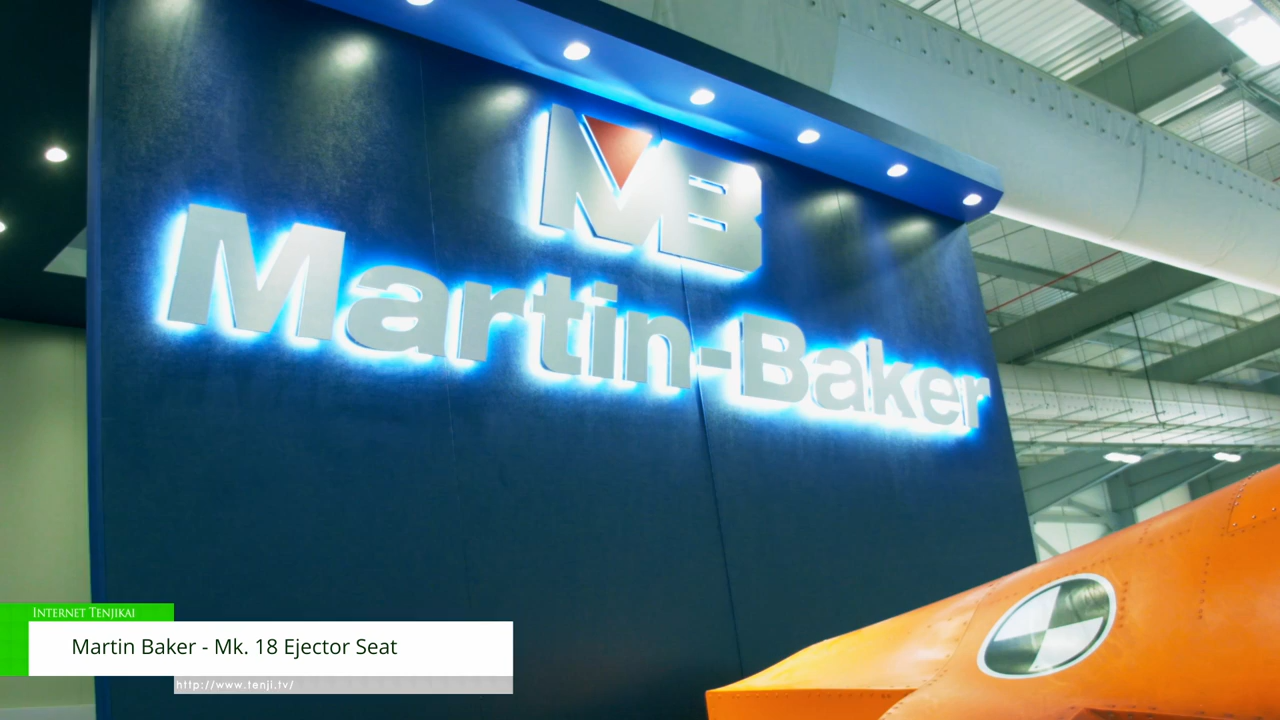 MB
Martin-Baker
INTERNET TENJIKAI
Martin Baker - Mk. 18 Ejector Seat
http://www.tenji.tv/